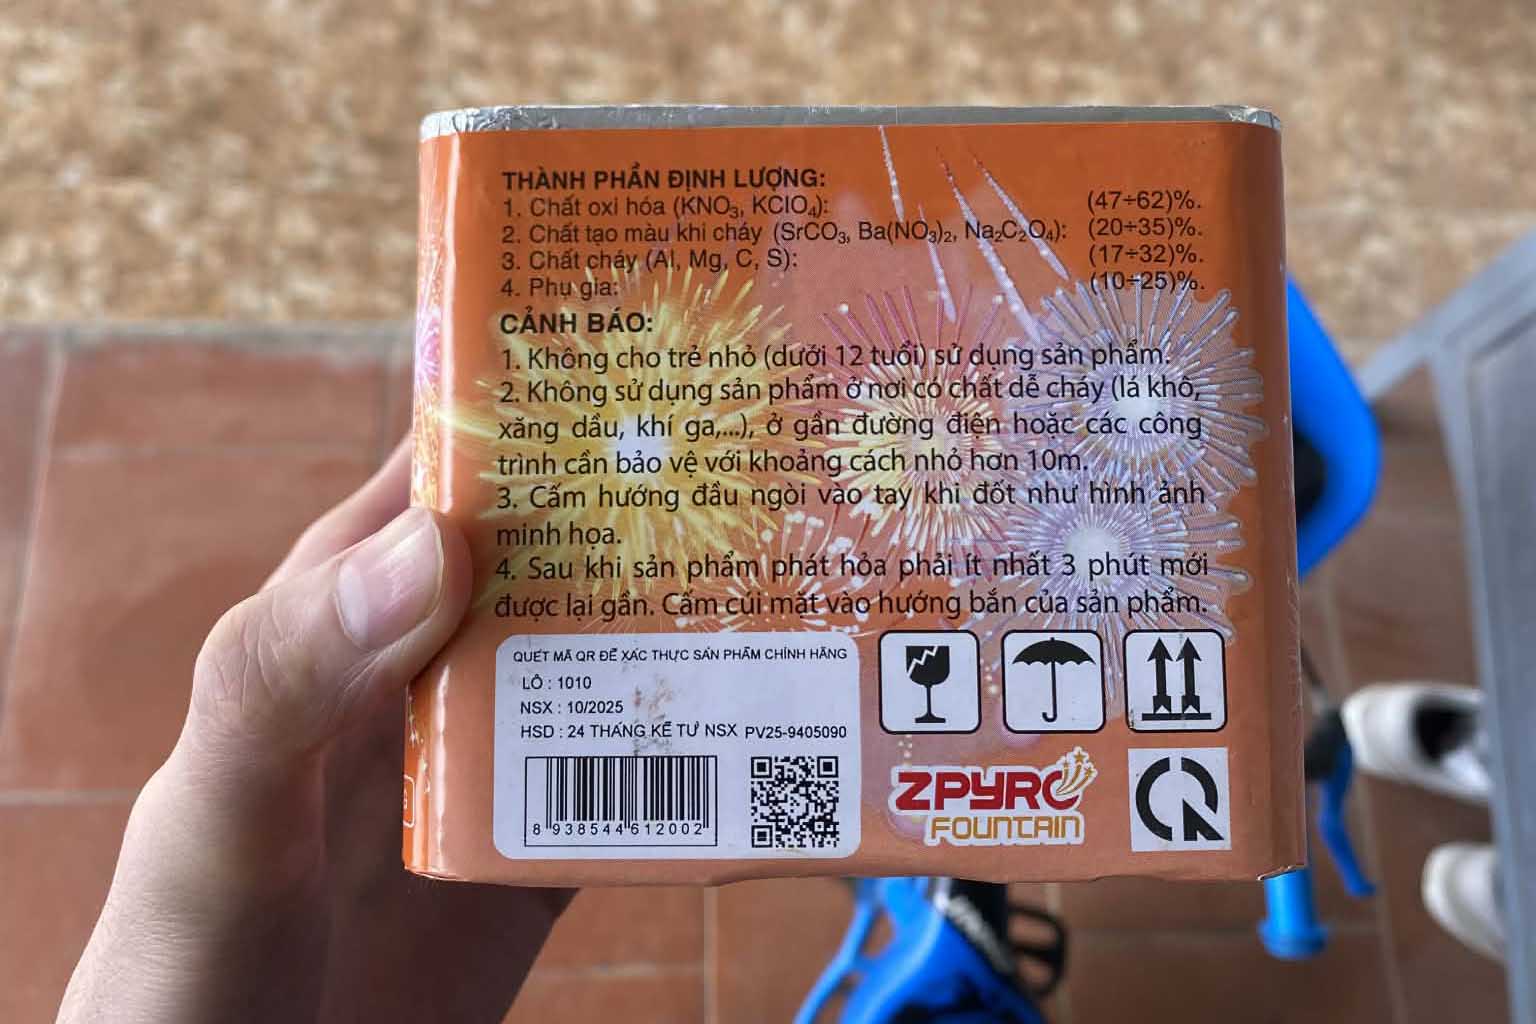 THÀNH PHẦN ĐỊNH LƯỢNG:
1. Chất oxi hóa (KNO₃, KClO₄): (47÷62)%.
2. Chất tạo màu khi cháy (SrCO₃, Ba(NO₃)₂, Na₂C₂O₄): (20÷35)%.
3. Chất cháy (Al, Mg, C, S): (17÷32)%.
4. Phụ gia: (10÷25)%.
CẢNH BÁO:
1. Không cho trẻ nhỏ (dưới 12 tuổi) sử dụng sản phẩm.
2. Không sử dụng sản phẩm ở nơi có chất dễ cháy (lá khô,
xăng dầu, khí ga,...), ở gần đường điện hoặc các công
trình cần bảo vệ với khoảng cách nhỏ hơn 10m.
3. Cấm hướng đầu ngòi vào tay khi đốt như hình ảnh
minh họa.
4. Sau khi sản phẩm phát hỏa phải ít nhất 3 phút mới
được lại gần. Cấm cúi mặt vào hướng bắn của sản phẩm.
QUÉT MÃ QR ĐỂ XÁC THỰC SẢN PHẨM CHÍNH HÃNG
LÔ : 1010
NSX : 10/2025
HSD : 24 THÁNG KỂ TỪ NSX PV25-9405090
8 938544 612002
ZPYRO
FOUNTAIN